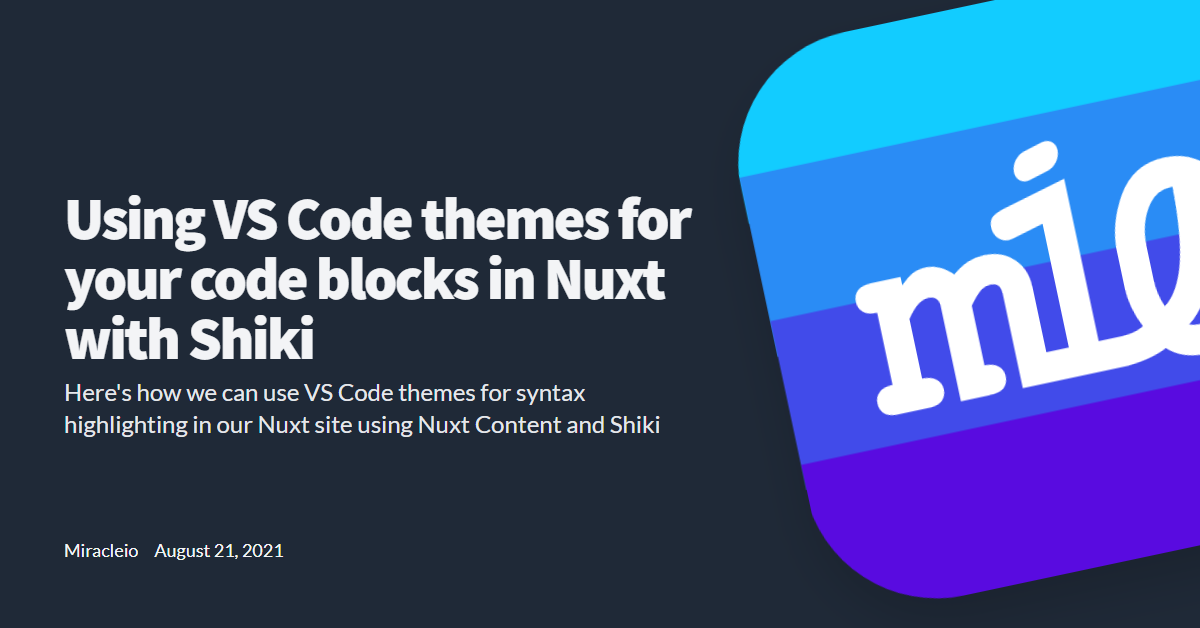 Using VS Code themes for
your code blocks in Nuxt
with Shiki
Here's how we can use VS Code themes for syntax
highlighting in our Nuxt site using Nuxt Content and Shiki
Miracleio August 21, 2021